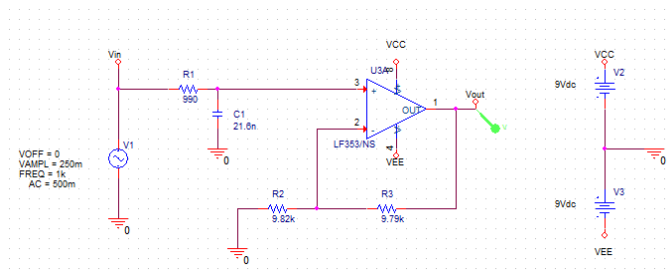 VCC
Vin
U3A
8
R1
990
3
+
C1
21.6n
OUT
1
Vout
V
2
-
LF353/NS
4
VEE
0
V1
VOFF = 0
VAMPL = 250m
FREQ = 1k
AC = 500m
0
R2
9.82k
R3
9.79k
0
VCC
V2
9Vdc
0
V3
9Vdc
VEE